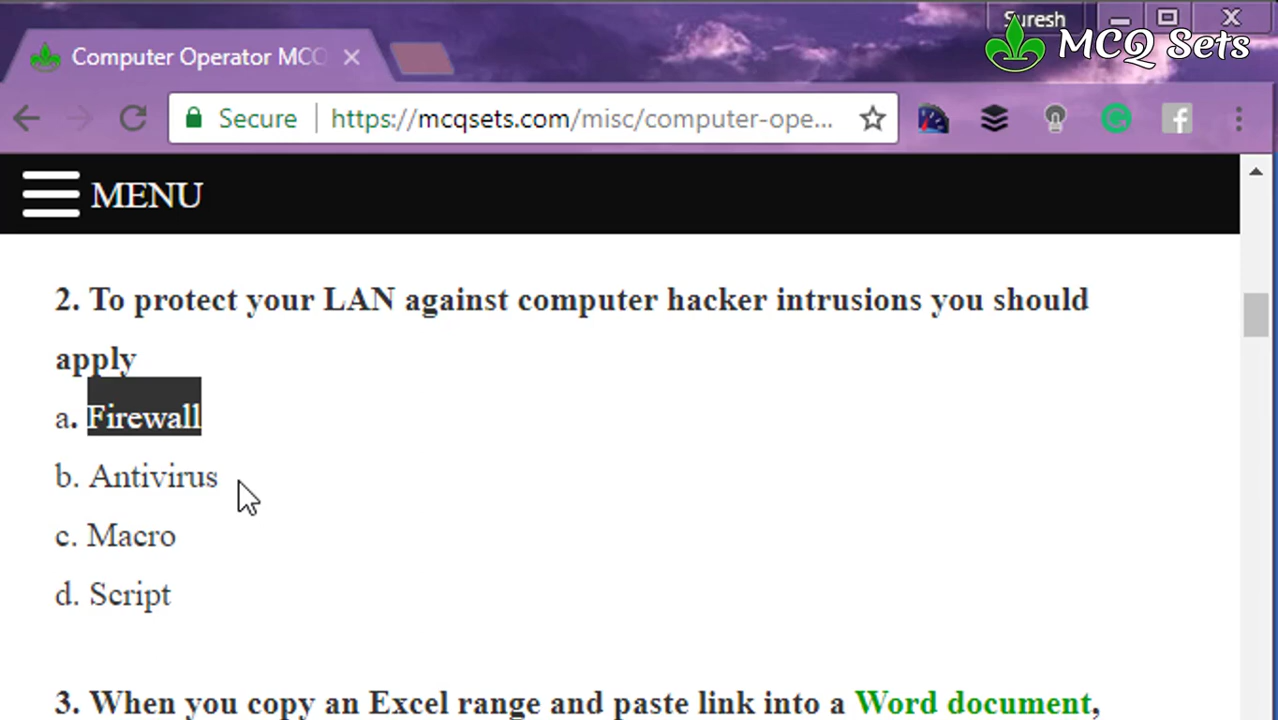 Suresh
MCQ Sets
Computer Operator MCQ
Secure
https://mcqsets.com/misc/computer-ope...
MENU
2. To protect your LAN against computer hacker intrusions you should
apply
a. Firewall
b. Antivirus
c. Macro
d. Script
3. When you copy an Excel range and paste link into a Word document,